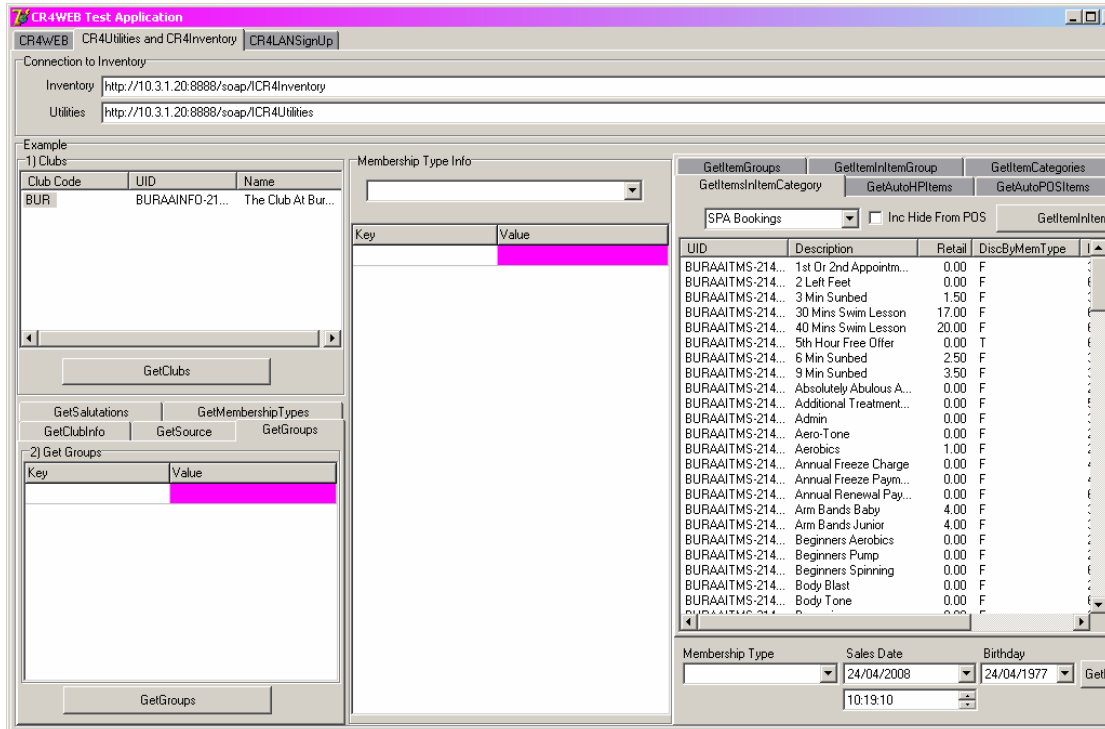 CR4WEB Test Application
CR4WEB CR4Utilities and CR4Inventory CR4LANSignUp
Connection to Inventory
Inventory http://10.3.1.20:8888/soap/ICR4Inventory
Utilities http://10.3.1.20:8888/soap/ICR4Utilities
Example
1) Clubs
Club Code UID Name
BUR BURAAINFO-21... The Club At Bur...
GetClubs
GetSalutations GetMembershipTypes
GetClubInfo GetSource GetGroups
2) Get Groups
Key Value
GetGroups
Membership Type Info
Key Value
GetItemGroups GetItemInItemGroup GetItemCategories
GetItemsInItemCategory GetAutoHPItems GetAutoPOSItems
SPA Bookings Inc Hide From POS GetItemInItem
UID Description Retail DiscByMemType
BURAAITMS-214... 1st Or 2nd Appointm... 0.00 F
BURAAITMS-214... 2 Left Feet 0.00 F
BURAAITMS-214... 3 Min Sunbed 1.50 F
BURAAITMS-214... 30 Mins Swim Lesson 17.00 F
BURAAITMS-214... 40 Mins Swim Lesson 20.00 F
BURAAITMS-214... 5th Hour Free Offer 0.00 T
BURAAITMS-214... 6 Min Sunbed 2.50 F
BURAAITMS-214... 9 Min Sunbed 3.50 F
BURAAITMS-214... Absolutely Abulous A... 0.00 F
BURAAITMS-214... Additional Treatment... 0.00 F
BURAAITMS-214... Admin 0.00 F
BURAAITMS-214... Aero-Tone 0.00 F
BURAAITMS-214... Aerobics 1.00 F
BURAAITMS-214... Annual Freeze Charge 0.00 F
BURAAITMS-214... Annual Freeze Paym... 0.00 F
BURAAITMS-214... Annual Renewal Pay... 0.00 F
BURAAITMS-214... Arm Bands Baby 4.00 F
BURAAITMS-214... Arm Bands Junior 4.00 F
BURAAITMS-214... Beginners Aerobics 0.00 F
BURAAITMS-214... Beginners Pump 0.00 F
BURAAITMS-214... Beginners Spinning 0.00 F
BURAAITMS-214... Body Blast 0.00 F
BURAAITMS-214... Body Tone 0.00 F
Membership Type Sales Date Birthday
24/04/2008 24/04/1977
10:19:10